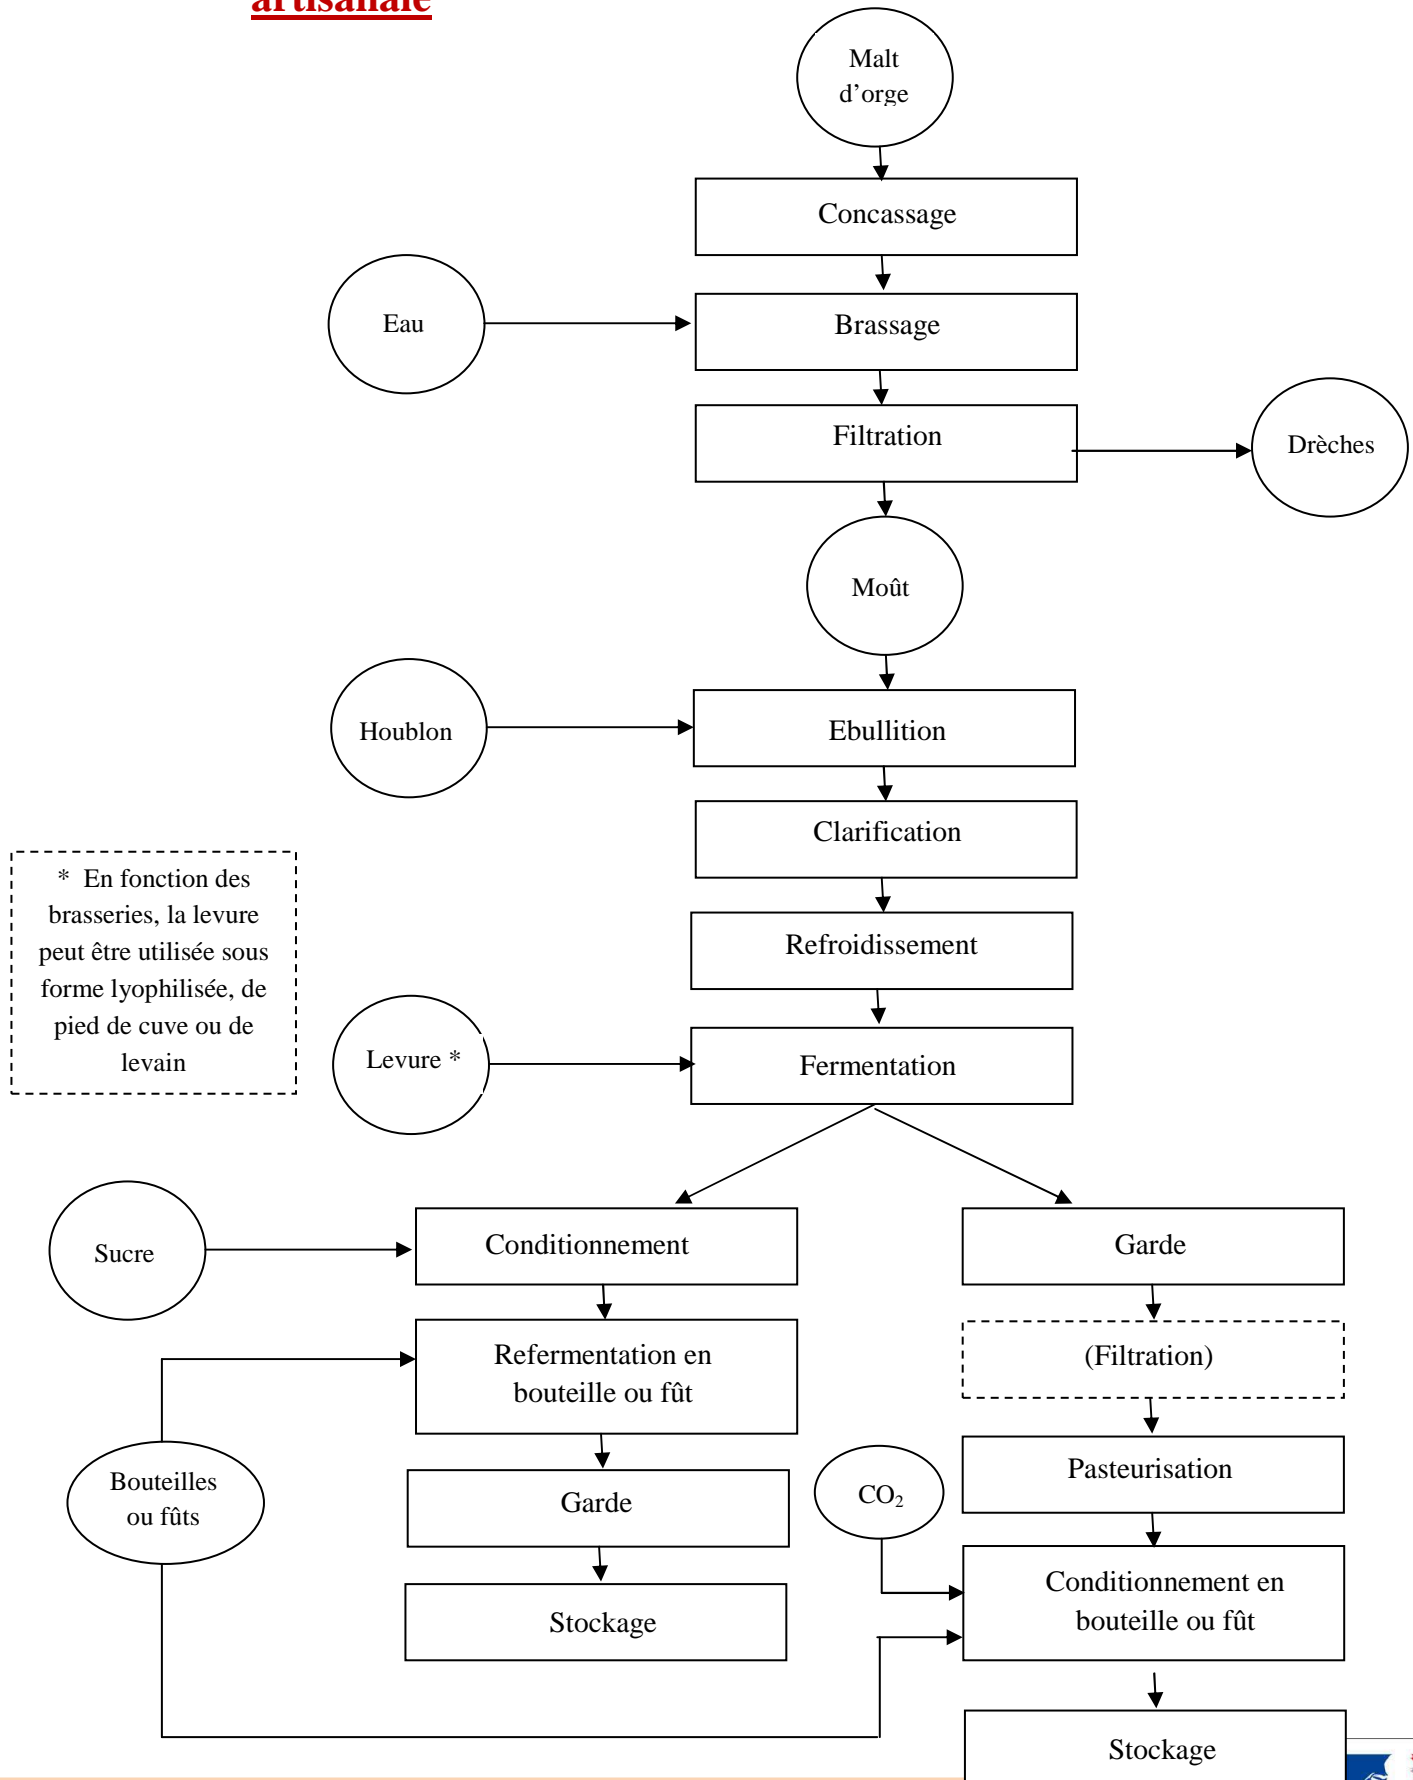 artisanale
Malt
d’orge
Concassage
Eau
Brassage
Filtration
Drèches
Moût
Houblon
Ebullition
Clarification
* En fonction des
brasseries, la levure
peut être utilisée sous
forme lyophilisée, de
pied de cuve ou de
levain
Refroidissement
Levure *
Fermentation
Sucre
Conditionnement
Garde
Refermentation en
bouteille ou fût
(Filtration)
Bouteilles
ou fûts
Garde
CO₂
Pasteurisation
Stockage
Conditionnement en
bouteille ou fût
Stockage